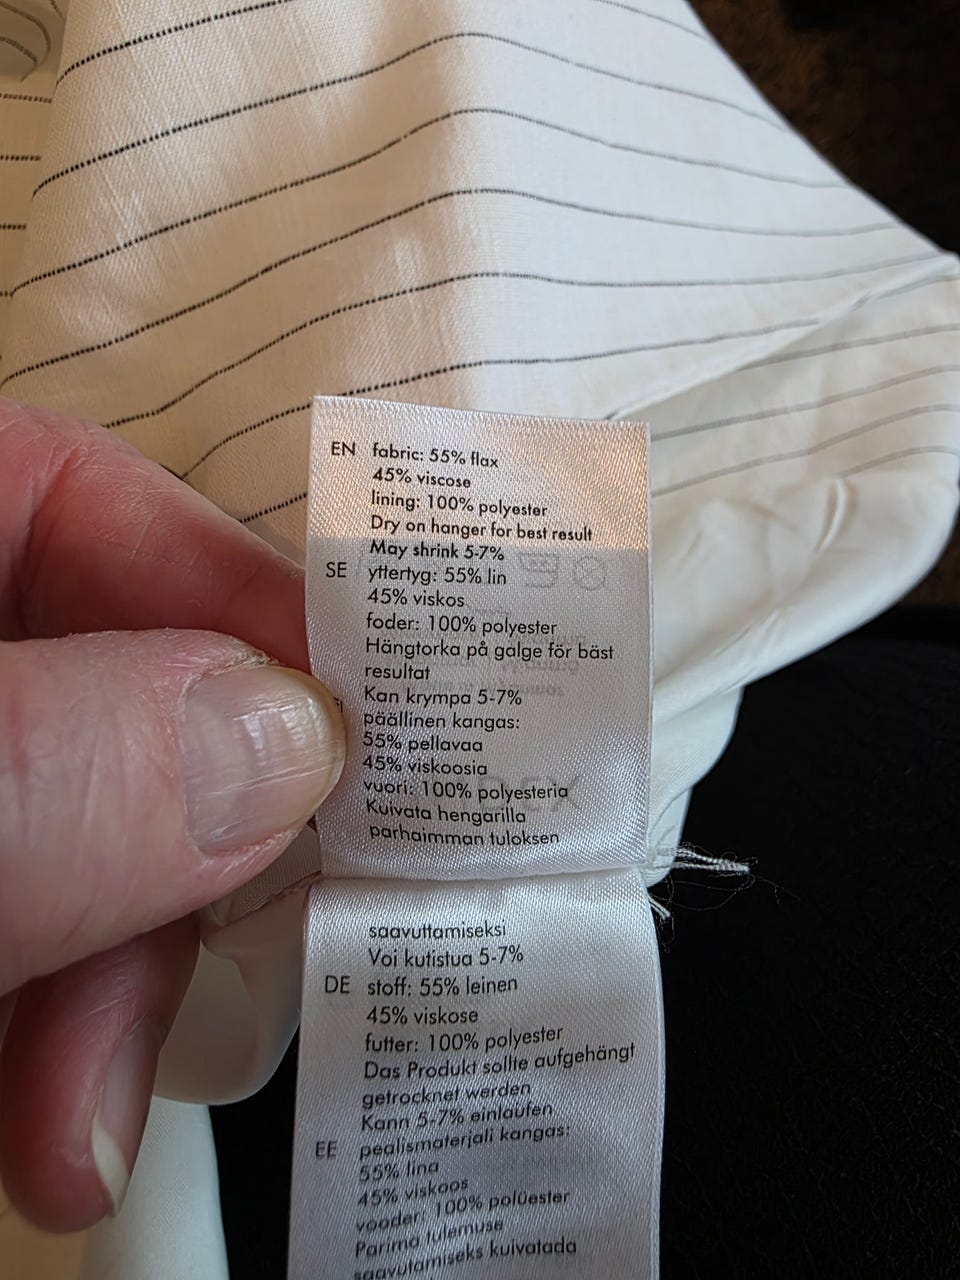 EN fabric: 55% flax
45% viscose
lining: 100% polyester
Dry on hanger for best result
May shrink 5-7%
SE yttertyg: 55% lin
45% viskos
foder: 100% polyester
Hängtorka på galge för bäst
resultat
Kan krympa 5-7%
päällinen kangas:
55% pellavaa
45% viskoosia
vuori: 100% polyesteria
Kuivata hengarilla
parhaimman tuloksen
saavuttamiseksi
Voi kutistua 5-7%
DE stoff: 55% leinen
45% viskose
futter: 100% polyester
Das Produkt sollte aufgehängt
getrocknet werden
Kann 5-7% einlaufen
EE pealismaterjali kangas:
55% lina
45% viskoos
vooder: 100% polüester
Parima tulemuse
saavutamiseks kuivatada